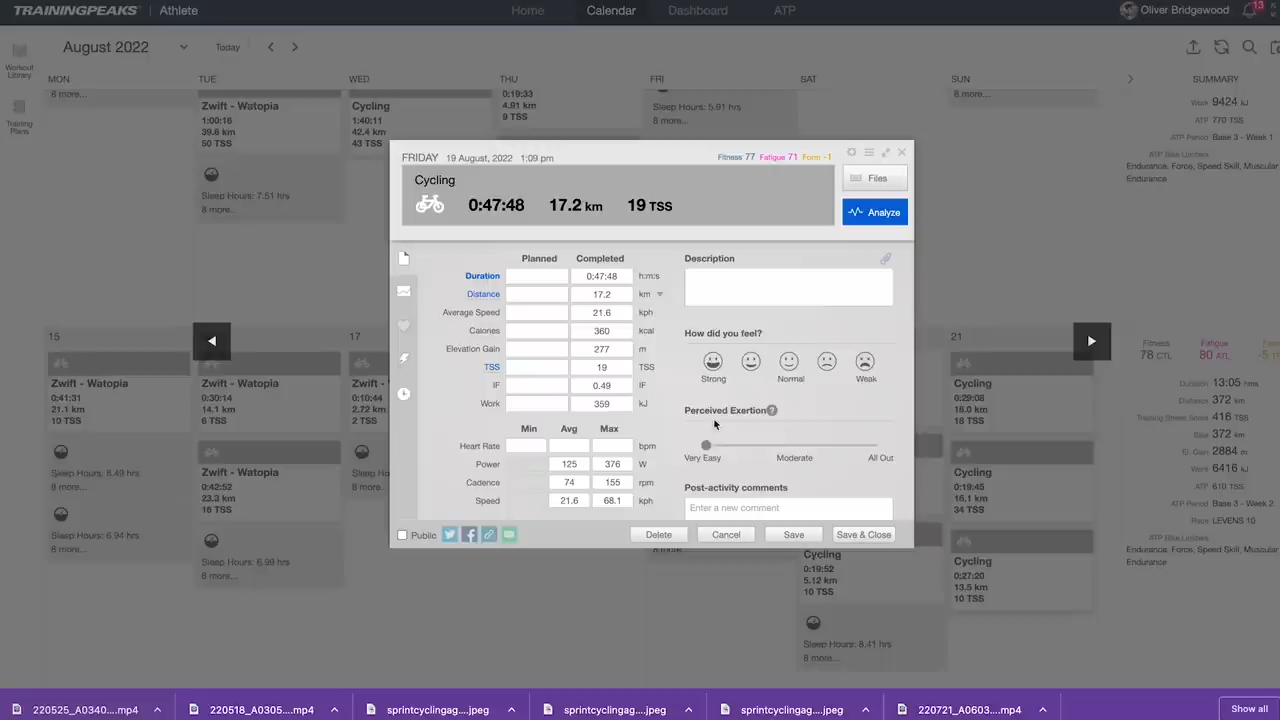 TRAININGPEAKS Athlete Home Calendar Dashboard ATP Oliver Bridgewood 13
August 2022 Today
Workout Library
Training Plans
MON TUE WED THU FRI SAT SUN SUMMARY
8 more...
Zwift - Watopia
1:00:16
39.6 km
50 TSS
Sleep Hours: 7.51 hrs
8 more...
Cycling
1:40:11
42.4 km
43 TSS
0:19:33
4.91 km
9 TSS
Sleep Hours: 5.91 hrs
8 more...
8 more...
Work 9424 kJ
ATP 770 TSS
ATP Period Base 3 - Week 1
ATP Bike Limiters
Endurance, Force, Speed Skill, Muscular
Endurance
FRIDAY 19 August, 2022 1:09 pm Fitness 77 Fatigue 71 Form -1
Cycling
0:47:48 17.2 km 19 TSS
Files
Analyze
Planned Completed
Duration 0:47:48 h:m:s
Distance 17.2 km
Average Speed 21.6 kph
Calories 360 kcal
Elevation Gain 277 m
TSS 19 TSS
IF 0.49 IF
Work 359 kJ
Min Avg Max
Heart Rate bpm
Power 125 376 W
Cadence 74 155 rpm
Speed 21.6 68.1 kph
Description
How did you feel?
Strong Normal Weak
Perceived Exertion ?
Very Easy Moderate All Out
Post-activity comments
Enter a new comment
Public Delete Cancel Save Save & Close
15
Zwift - Watopia
0:41:31
21.1 km
10 TSS
Sleep Hours: 8.49 hrs
8 more...
Sleep Hours: 6.94 hrs
8 more...
Zwift - Watopia
0:30:14
14.1 km
6 TSS
Cycling
0:42:52
23.3 km
16 TSS
Sleep Hours: 6.99 hrs
8 more...
17
Zwift -
0:10:44
2.72 km
2 TSS
Sleep Ho
8 more...
8 more...
Cycling
0:19:52
5.12 km
10 TSS
Sleep Hours: 8.41 hrs
8 more...
21
Cycling
0:29:08
16.0 km
18 TSS
Cycling
0:19:45
16.1 km
34 TSS
Cycling
0:27:20
13.5 km
10 TSS
Fitness Fatigue Form
78 CTL 80 ATL
Duration 13:05 hrs
Distance 372 km
Training Stress Score 416 TSS
Bike 372 km
El. Gain 2884 m
Work 6416 kJ
ATP 610 TSS
ATP Period Base 3 - Week 2
Race LEVENS 10
ATP Bike Limiters
Endurance, Force, Speed Skill, Muscular
Endurance
220525_A0340....mp4 220518_A0305....mp4 sprintcyclingag....jpeg sprintcyclingag....jpeg sprintcyclingag....jpeg 220721_A0603....mp4 Show all